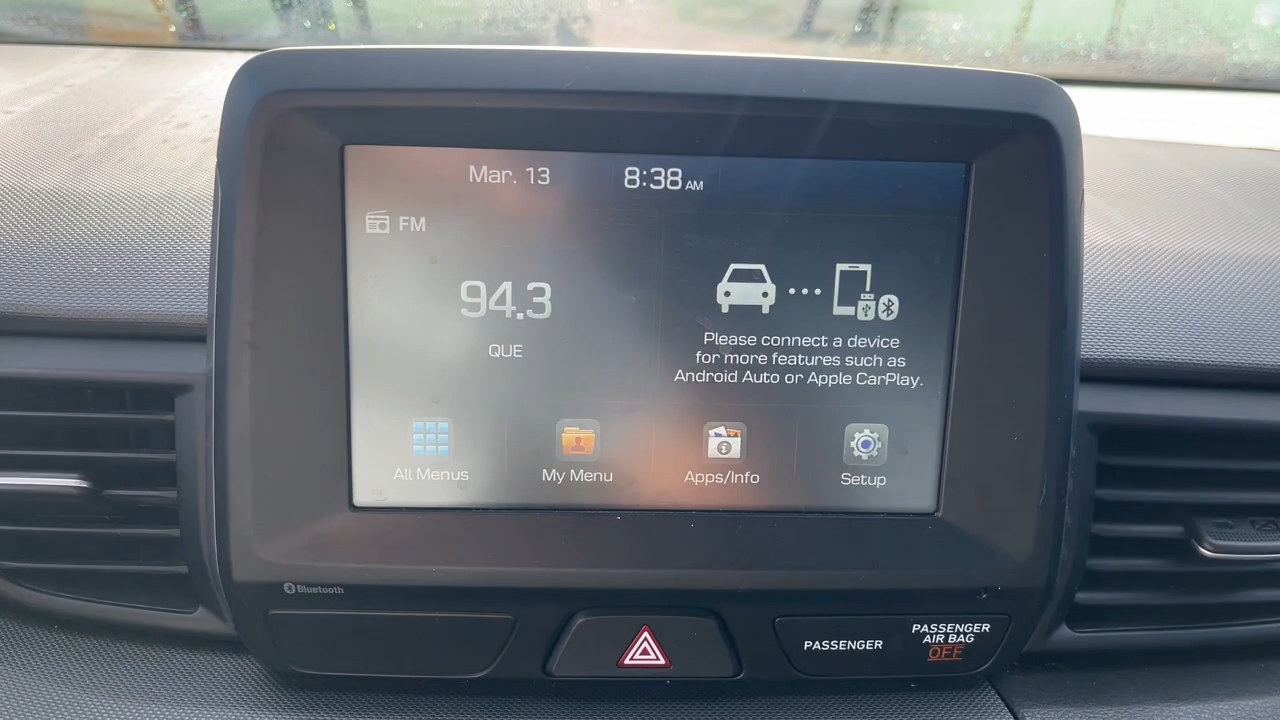 Mar. 13 8:38 AM
FM
94.3
QUE
Please connect a device
for more features such as
Android Auto or Apple CarPlay.
All Menus My Menu Apps/Info Setup
Bluetooth
PASSENGER
PASSENGER
AIR BAG
OFF